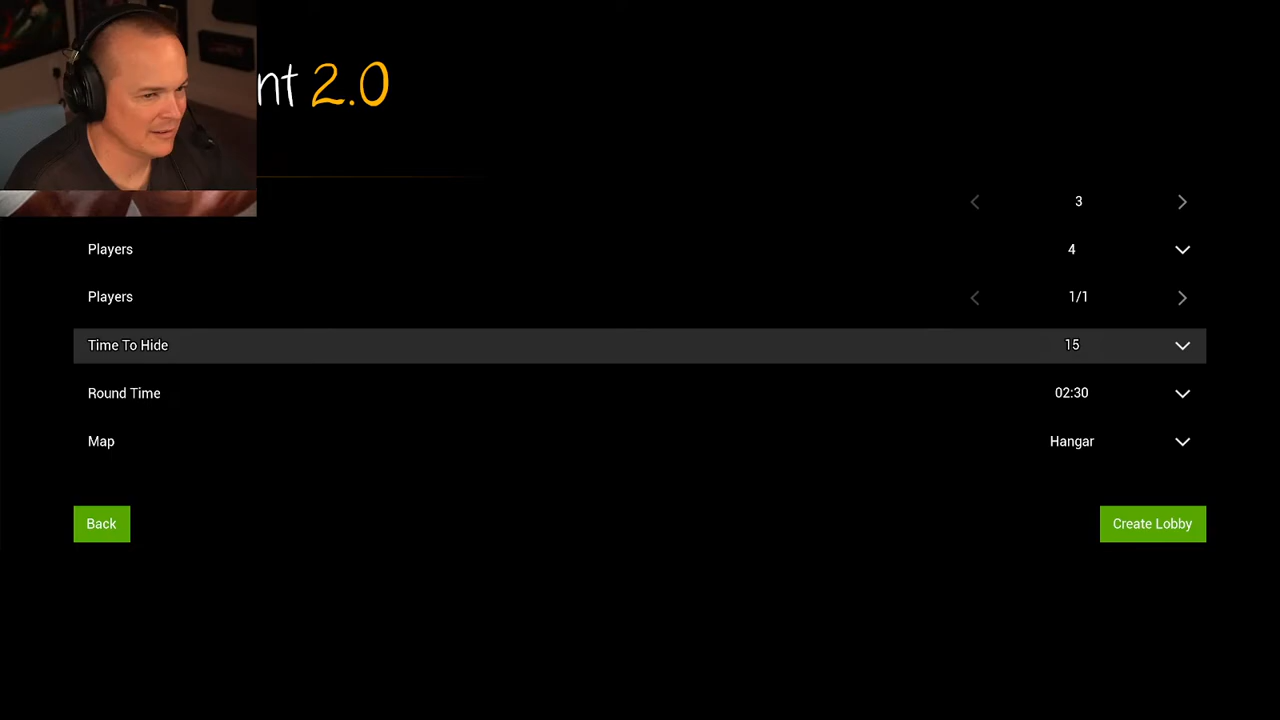 nt 2.0
3
Players 4
Players 1/1
Time To Hide 15
Round Time 02:30
Map Hangar
Back Create Lobby